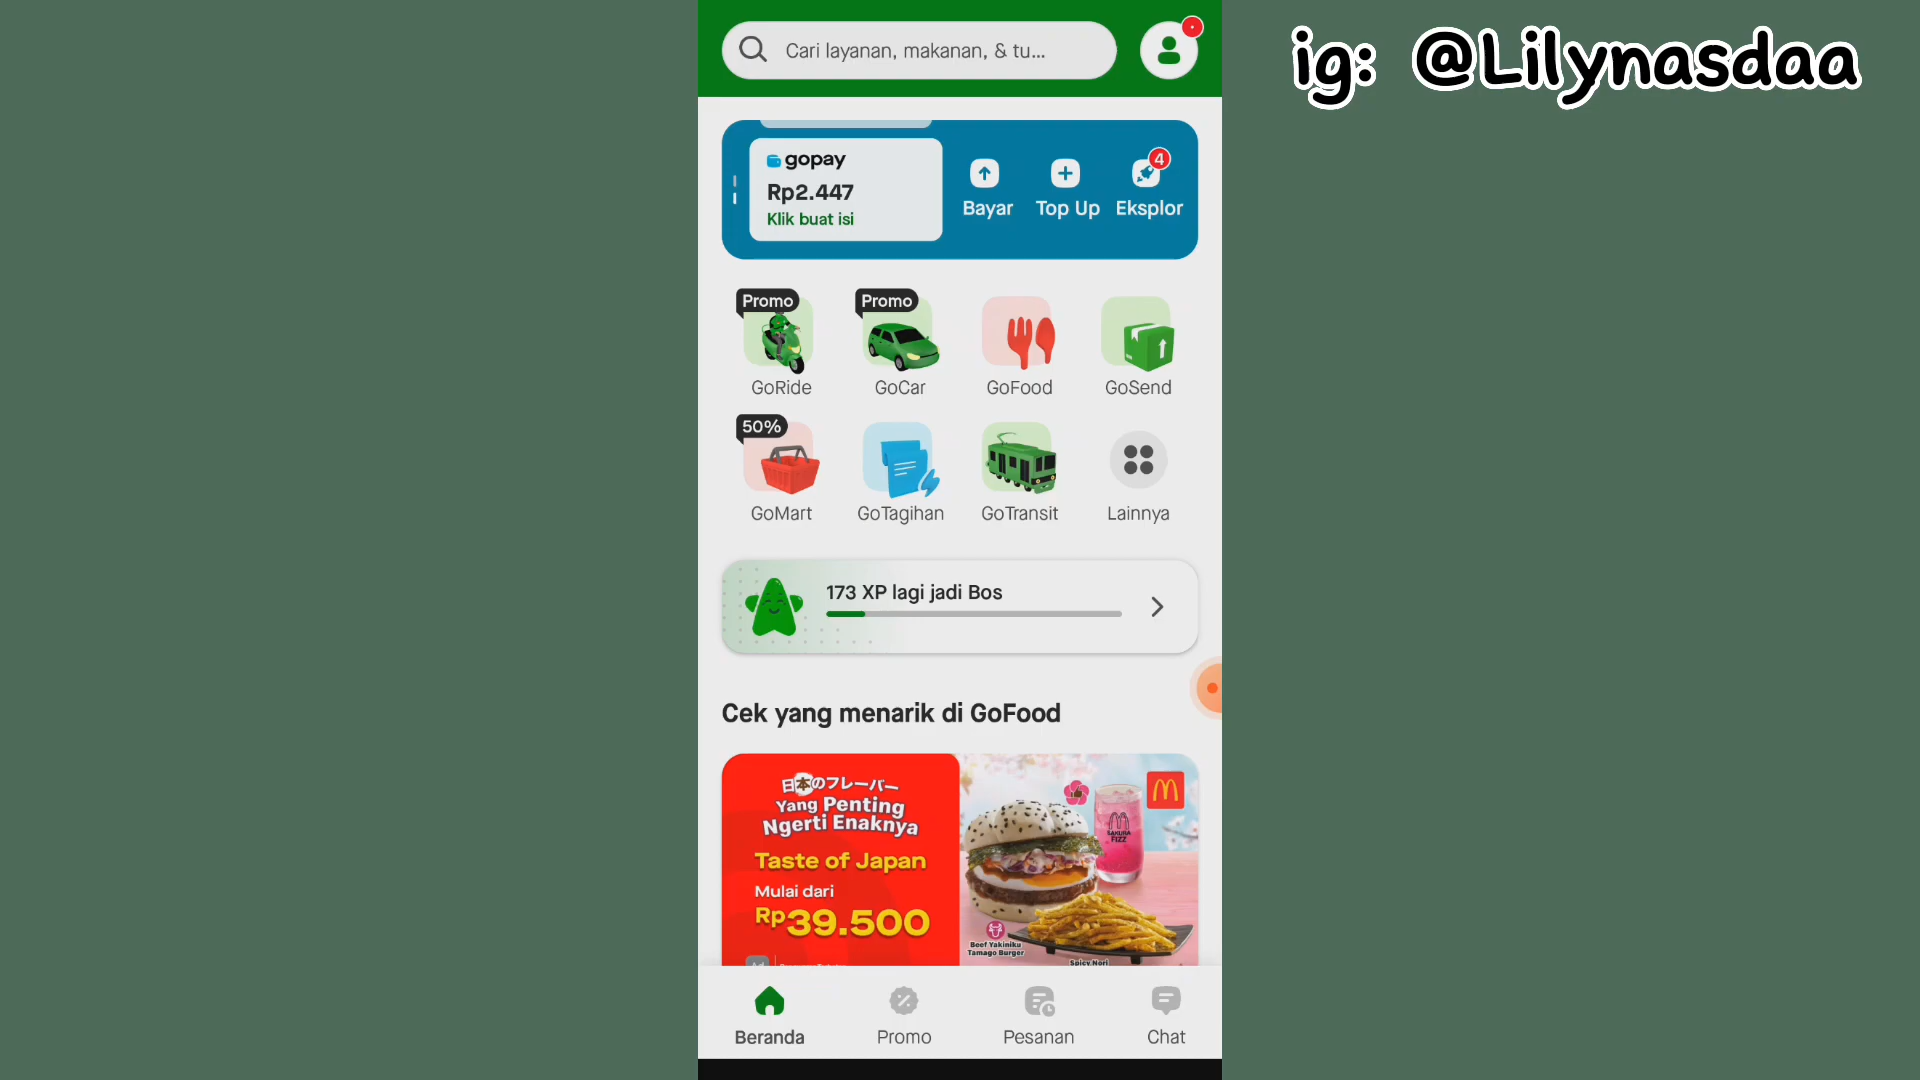 ig: @Lilynasdaa
Cari layanan, makanan, & tu...
gopay
Rp2.447
Klik buat isi
Bayar
Top Up
4
Eksplor
Promo
GoRide
Promo
GoCar
GoFood
GoSend
50%
GoMart
GoTagihan
GoTransit
Lainnya
173 XP lagi jadi Bos
Cek yang menarik di GoFood
日本のフレーバー
Yang Penting
Ngerti Enaknya
Taste of Japan
Mulai dari
Rp39.500
SAKURA
FIZZ
Beef Yakiniku
Tamago Burger
Spicy Nori
Beranda
Promo
Pesanan
Chat